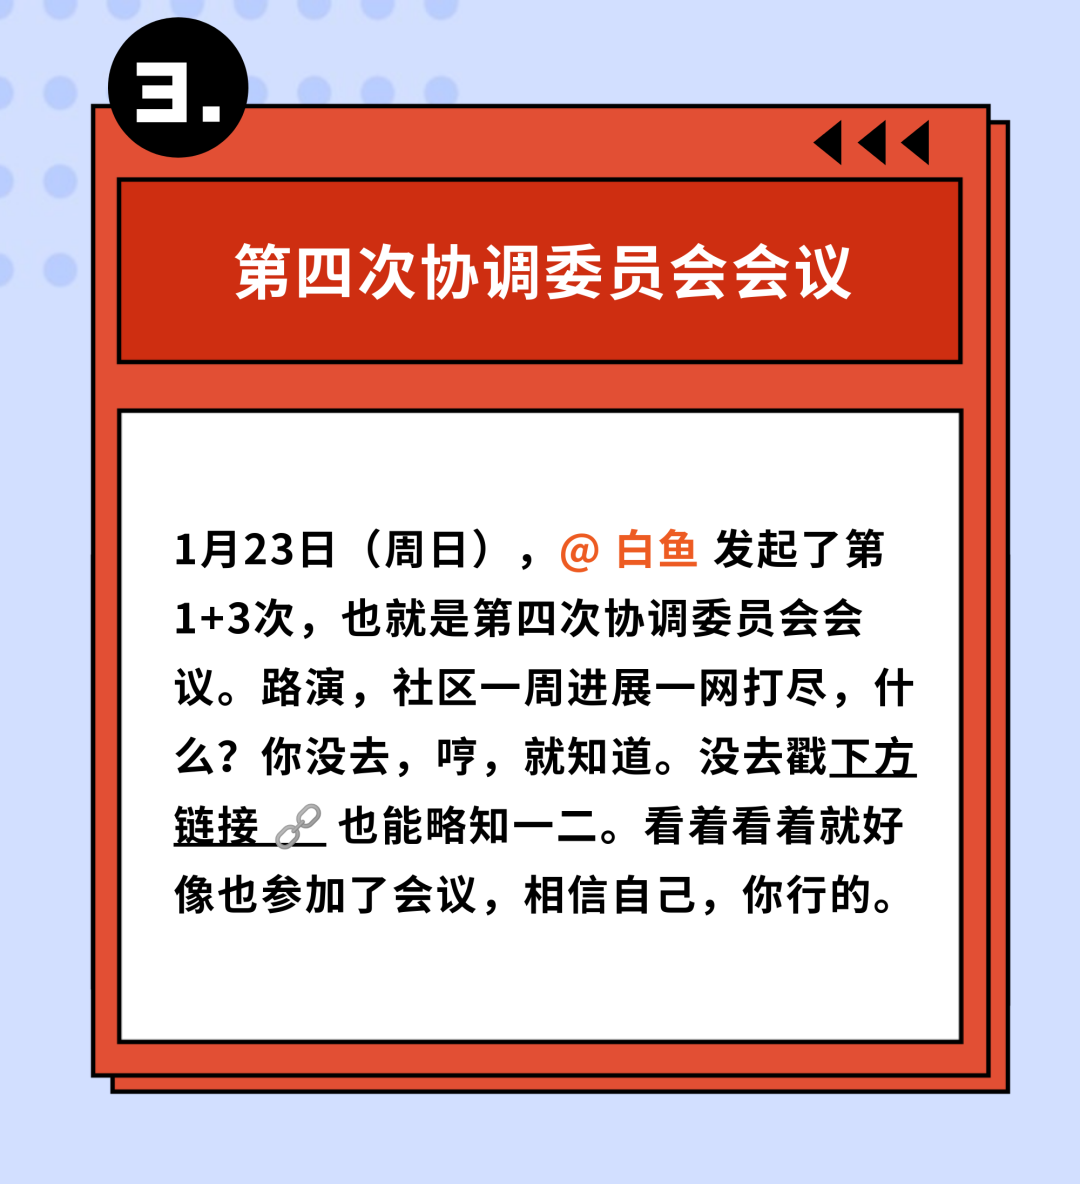 3.
第四次协调委员会会议
1月23日（周日），@ 白鱼 发起了第
1+3次，也就是第四次协调委员会会
议。路演，社区一周进展一网打尽，什
么？你没去，哼，就知道。没去戳下方
链接 🔗 也能略知一二。看着看着就好
像也参加了会议，相信自己，你行的。